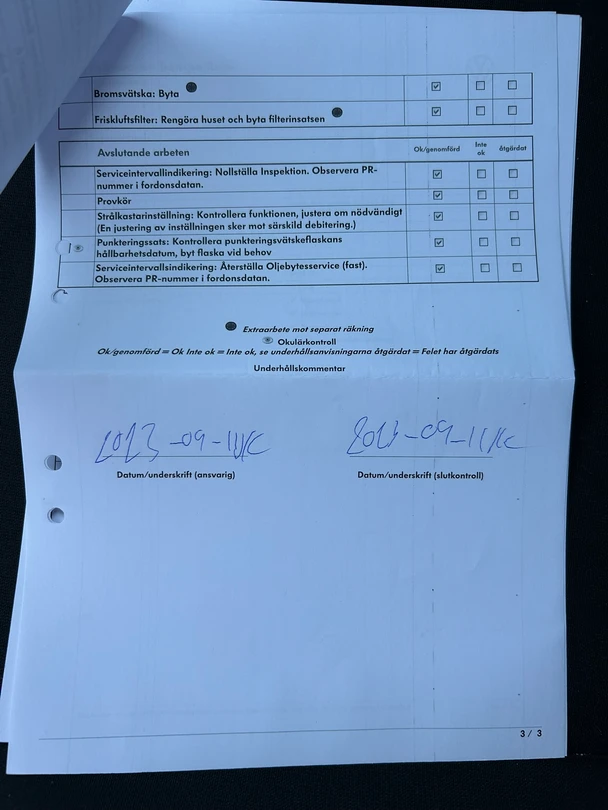 Bromsvätska: Byta
Friskluftsfilter: Rengöra huset och byta filterinsatsen
Avslutande arbeten Ok/genomförd Inte ok åtgärdat
Serviceintervallindikering: Nollställa Inspektion. Observera PR-
nummer i fordonsdatan.
Provkör
Strålkastarinställning: Kontrollera funktionen, justera om nödvändigt
(En justering av inställningen sker mot särskild debitering.)
Punkteringssats: Kontrollera punkteringsvätskeflaskans
hållbarhetsdatum, byt flaska vid behov
Serviceintervallsindikering: Återställa Oljebytesservice (fast).
Observera PR-nummer i fordonsdatan.
Extraarbete mot separat räkning
Okulärkontroll
Ok/genomförd = Ok Inte ok = Inte ok, se underhållsanvisningarna åtgärdat = Felet har åtgärdats
Underhållskommentar
2023-09-11 2023-09-11
Datum/underskrift (ansvarig) Datum/underskrift (slutkontroll)
3 / 3